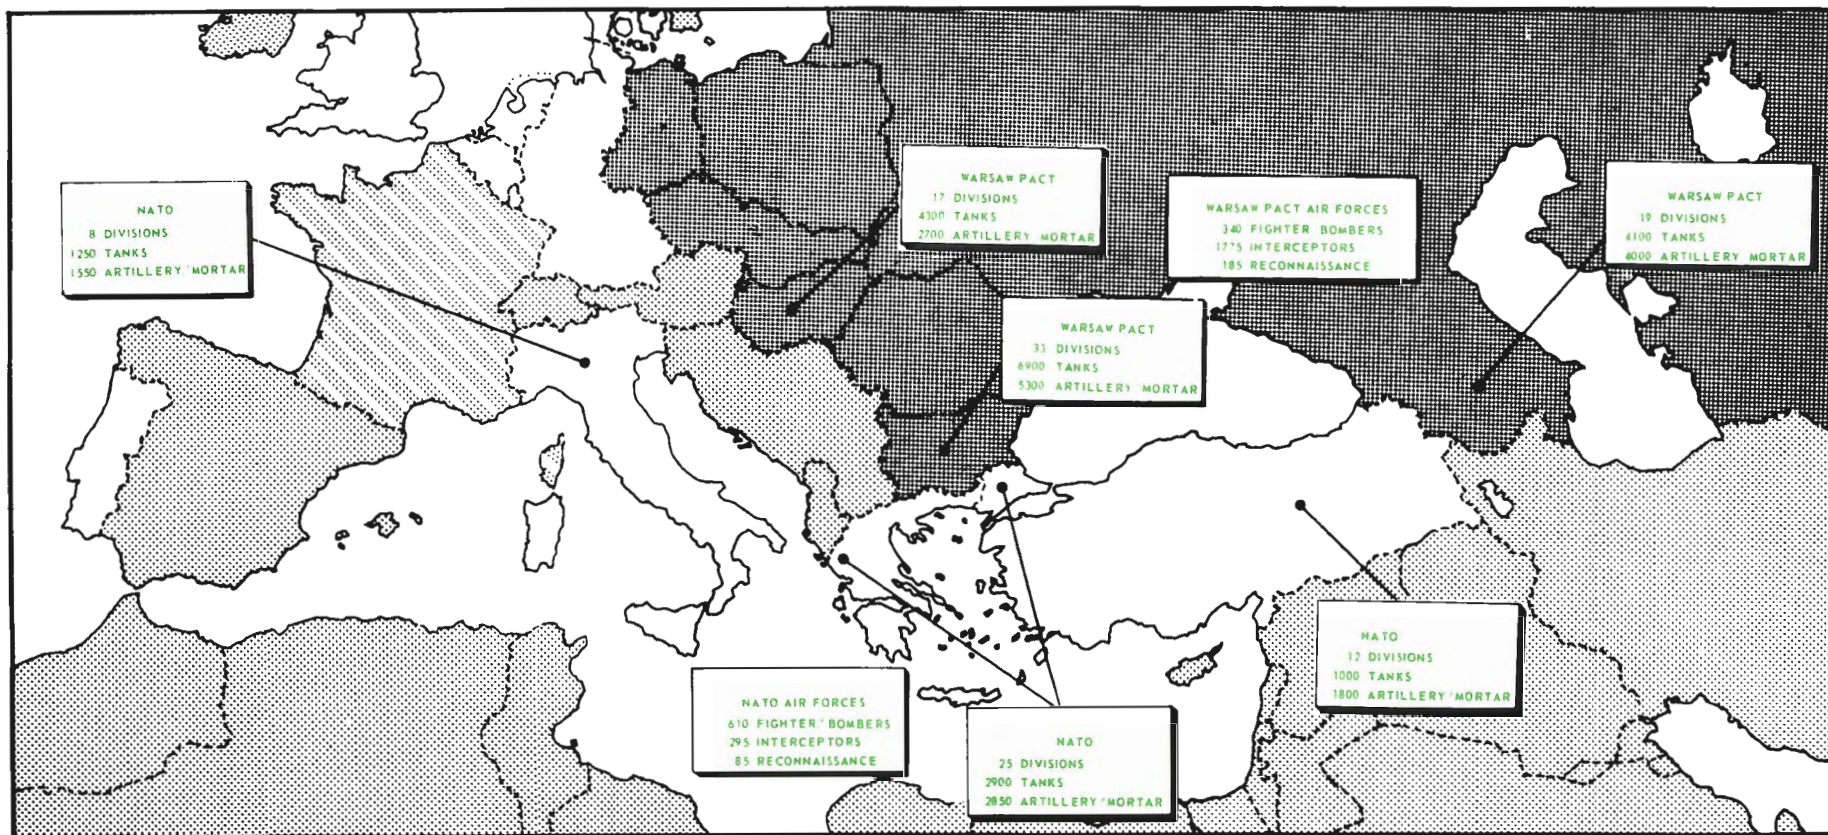 NATO
8 DIVISIONS
1250 TANKS
1550 ARTILLERY/MORTAR
WARSAW PACT
17 DIVISIONS
4300 TANKS
2700 ARTILLERY MORTAR
WARSAW PACT AIR FORCES
340 FIGHTER BOMBERS
1775 INTERCEPTORS
185 RECONNAISSANCE
WARSAW PACT
19 DIVISIONS
4100 TANKS
4000 ARTILLERY MORTAR
WARSAW PACT
33 DIVISIONS
6900 TANKS
5300 ARTILLERY MORTAR
NATO AIR FORCES
610 FIGHTER/BOMBERS
295 INTERCEPTORS
85 RECONNAISSANCE
NATO
25 DIVISIONS
2900 TANKS
2850 ARTILLERY/MORTAR
NATO
12 DIVISIONS
1000 TANKS
1800 ARTILLERY/MORTAR